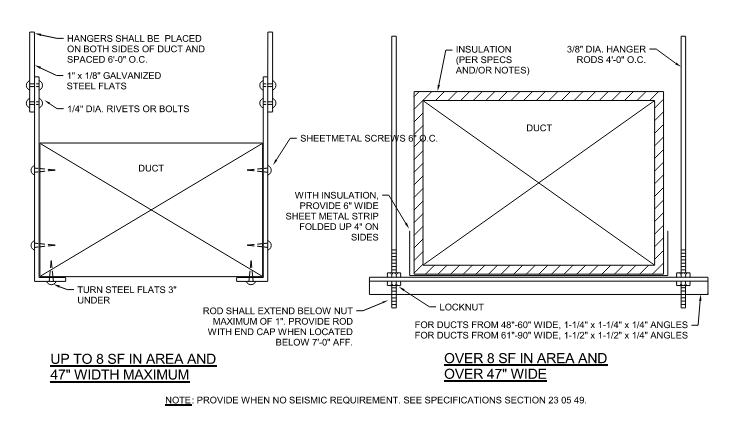 HANGERS SHALL BE PLACED
ON BOTH SIDES OF DUCT AND
SPACED 6'-0" O.C.
1" x 1/8" GALVANIZED
STEEL FLATS
1/4" DIA. RIVETS OR BOLTS
DUCT
SHEETMETAL SCREWS 6" O.C.
TURN STEEL FLATS 3"
UNDER
UP TO 8 SF IN AREA AND
47" WIDTH MAXIMUM
INSULATION
(PER SPECS
AND/OR NOTES)
3/8" DIA. HANGER
RODS 4'-0" O.C.
DUCT
WITH INSULATION,
PROVIDE 6" WIDE
SHEET METAL STRIP
FOLDED UP 4" ON
SIDES
ROD SHALL EXTEND BELOW NUT
MAXIMUM OF 1". PROVIDE ROD
WITH END CAP WHEN LOCATED
BELOW 7'-0" AFF.
LOCKNUT
FOR DUCTS FROM 48"-60" WIDE, 1-1/4" x 1-1/4" x 1/4" ANGLES
FOR DUCTS FROM 61"-90" WIDE, 1-1/2" x 1-1/2" x 1/4" ANGLES
OVER 8 SF IN AREA AND
OVER 47" WIDE
NOTE: PROVIDE WHEN NO SEISMIC REQUIREMENT. SEE SPECIFICATIONS SECTION 23 05 49.